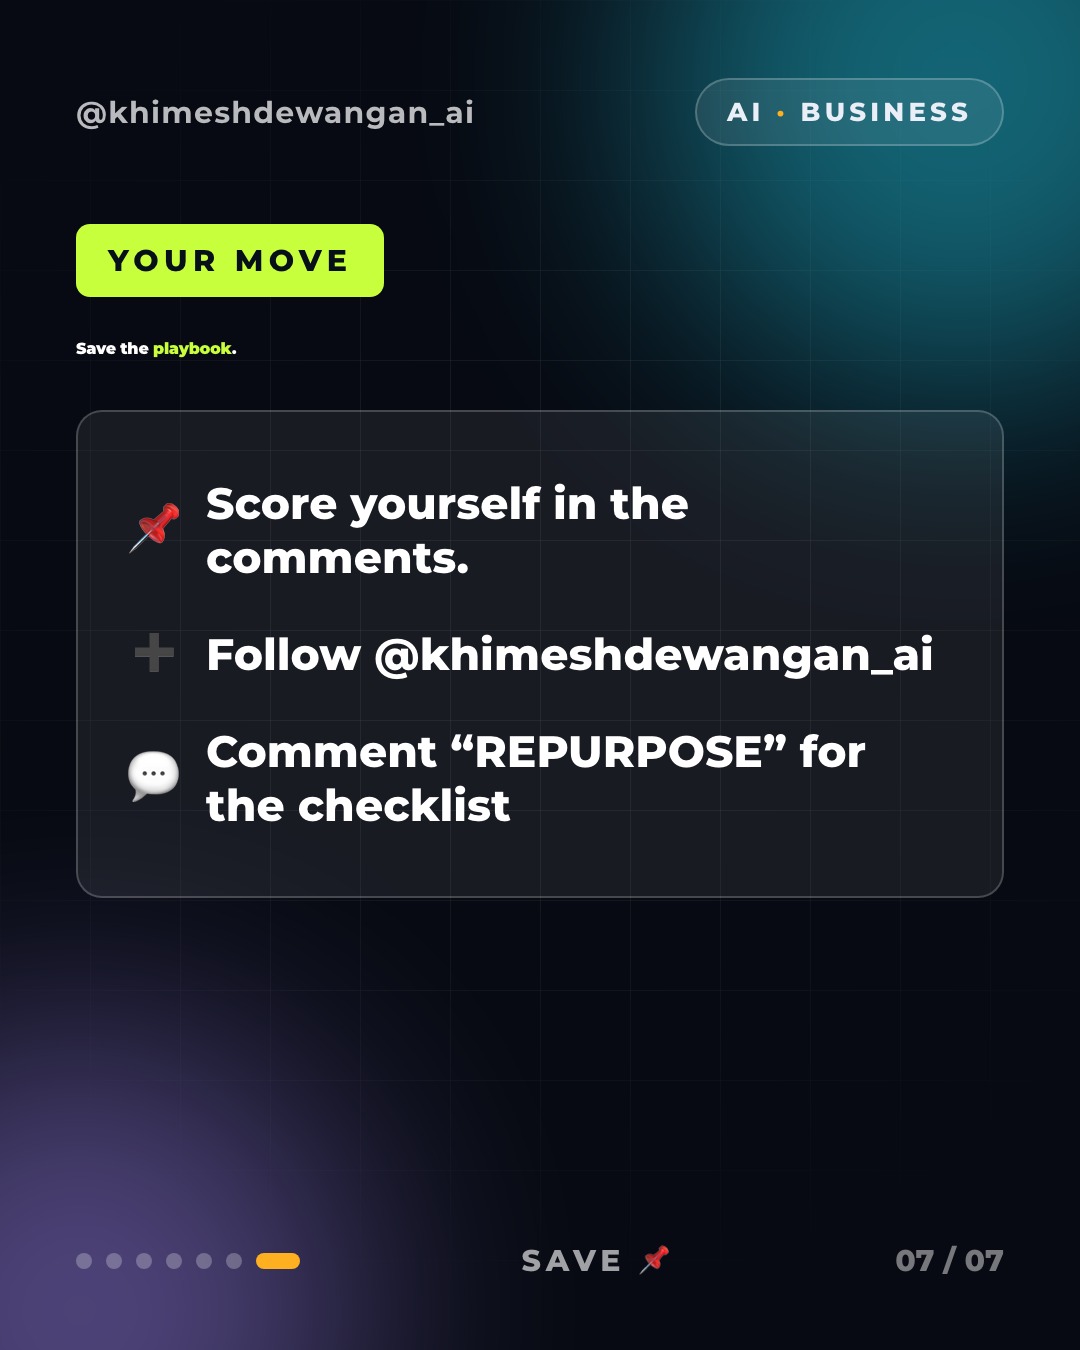 @khimeshdewangan_ai
AI · BUSINESS
YOUR MOVE
Save the playbook.
📌 Score yourself in the
comments.
➕ Follow @khimeshdewangan_ai
💬 Comment “REPURPOSE” for
the checklist
SAVE 📌
07 / 07